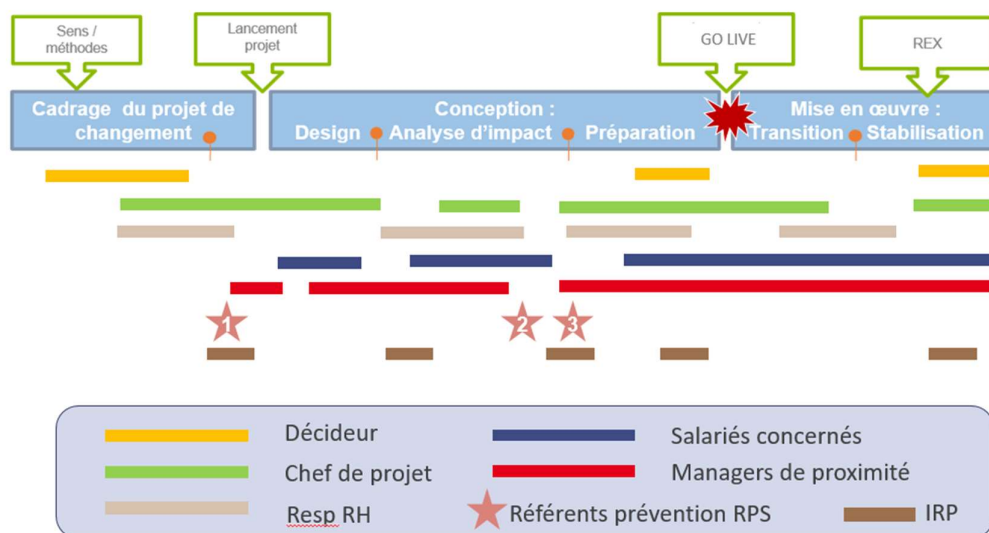 Sens /
méthodes
Lancement
projet
GO LIVE
REX
Cadrage du projet de
changement
Conception :
Design Analyse d'impact Préparation
Mise en œuvre :
Transition Stabilisation
1
2
3
Décideur
Salariés concernés
Chef de projet
Managers de proximité
Resp RH
Référents prévention RPS
IRP